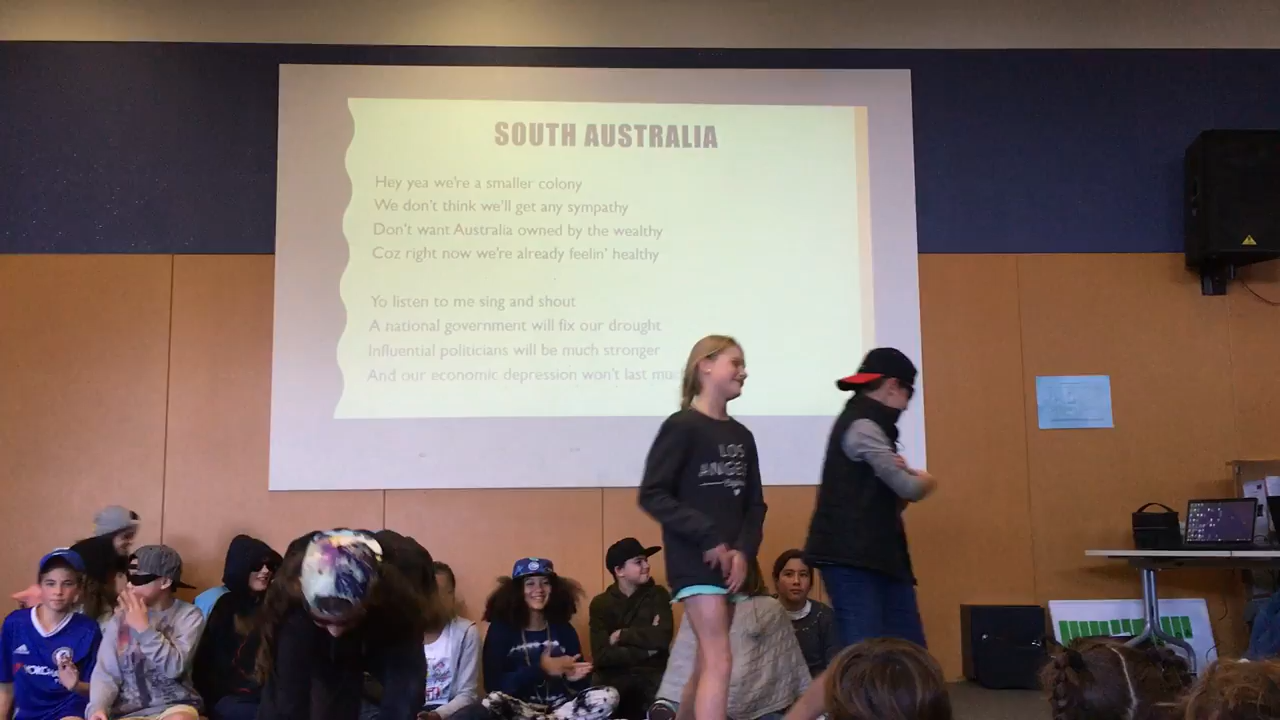 SOUTH AUSTRALIA
Hey yea we're a smaller colony
We don't think we'll get any sympathy
Don't want Australia owned by the wealthy
Coz right now we're already feelin' healthy
Yo listen to me sing and shout
A national government will fix our drought
Influential politicians will be much stronger
And our economic depression won't last
LOS
ANGE